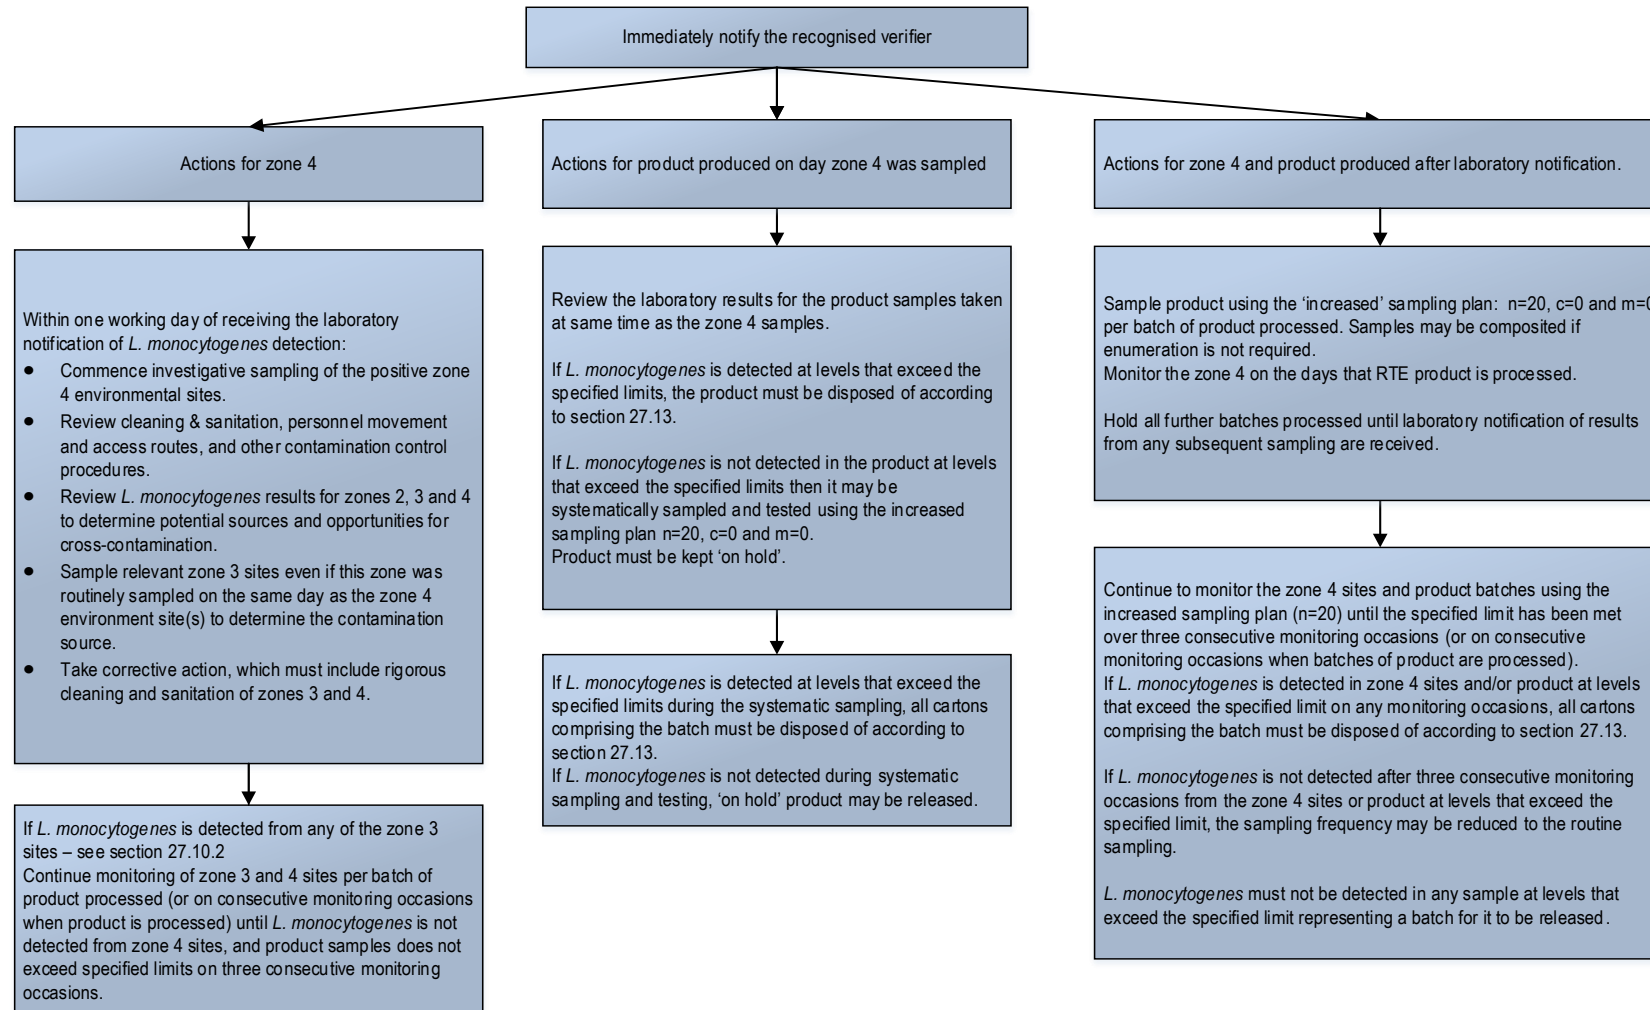 Immediately notify the recognised verifier
Actions for zone 4
Within one working day of receiving the laboratory
notification of L. monocytogenes detection:
● Commence investigative sampling of the positive zone
4 environmental sites.
● Review cleaning & sanitation, personnel movement
and access routes, and other contamination control
procedures.
● Review L. monocytogenes results for zones 2, 3 and 4
to determine potential sources and opportunities for
cross-contamination.
● Sample relevant zone 3 sites even if this zone was
routinely sampled on the same day as the zone 4
environment site(s) to determine the contamination
source.
● Take corrective action, which must include rigorous
cleaning and sanitation of zones 3 and 4.
If L. monocytogenes is detected from any of the zone 3
sites – see section 27.10.2
Continue monitoring of zone 3 and 4 sites per batch of
product processed (or on consecutive monitoring occasions
when product is processed) until L. monocytogenes is not
detected from zone 4 sites, and product samples does not
exceed specified limits on three consecutive monitoring
occasions.
Actions for product produced on day zone 4 was sampled
Review the laboratory results for the product samples taken
at same time as the zone 4 samples.
If L. monocytogenes is detected at levels that exceed the
specified limits, the product must be disposed of according
to section 27.13.
If L. monocytogenes is not detected in the product at levels
that exceed the specified limits then it may be
systematically sampled and tested using the increased
sampling plan n=20, c=0 and m=0.
Product must be kept ‘on hold’.
If L. monocytogenes is detected at levels that exceed the
specified limits during the systematic sampling, all cartons
comprising the batch must be disposed of according to
section 27.13.
If L. monocytogenes is not detected during systematic
sampling and testing, ‘on hold’ product may be released.
Actions for zone 4 and product produced after laboratory notification.
Sample product using the ‘increased’ sampling plan: n=20, c=0 and m=0
per batch of product processed. Samples may be composited if
enumeration is not required.
Monitor the zone 4 on the days that RTE product is processed.
Hold all further batches processed until laboratory notification of results
from any subsequent sampling are received.
Continue to monitor the zone 4 sites and product batches using the
increased sampling plan (n=20) until the specified limit has been met
over three consecutive monitoring occasions (or on consecutive
monitoring occasions when batches of product are processed).
If L. monocytogenes is detected in zone 4 sites and/or product at levels
that exceed the specified limit on any monitoring occasions, all cartons
comprising the batch must be disposed of according to section 27.13.
If L. monocytogenes is not detected after three consecutive monitoring
occasions from the zone 4 sites or product at levels that exceed the
specified limit, the sampling frequency may be reduced to the routine
sampling.
L. monocytogenes must not be detected in any sample at levels that
exceed the specified limit representing a batch for it to be released.